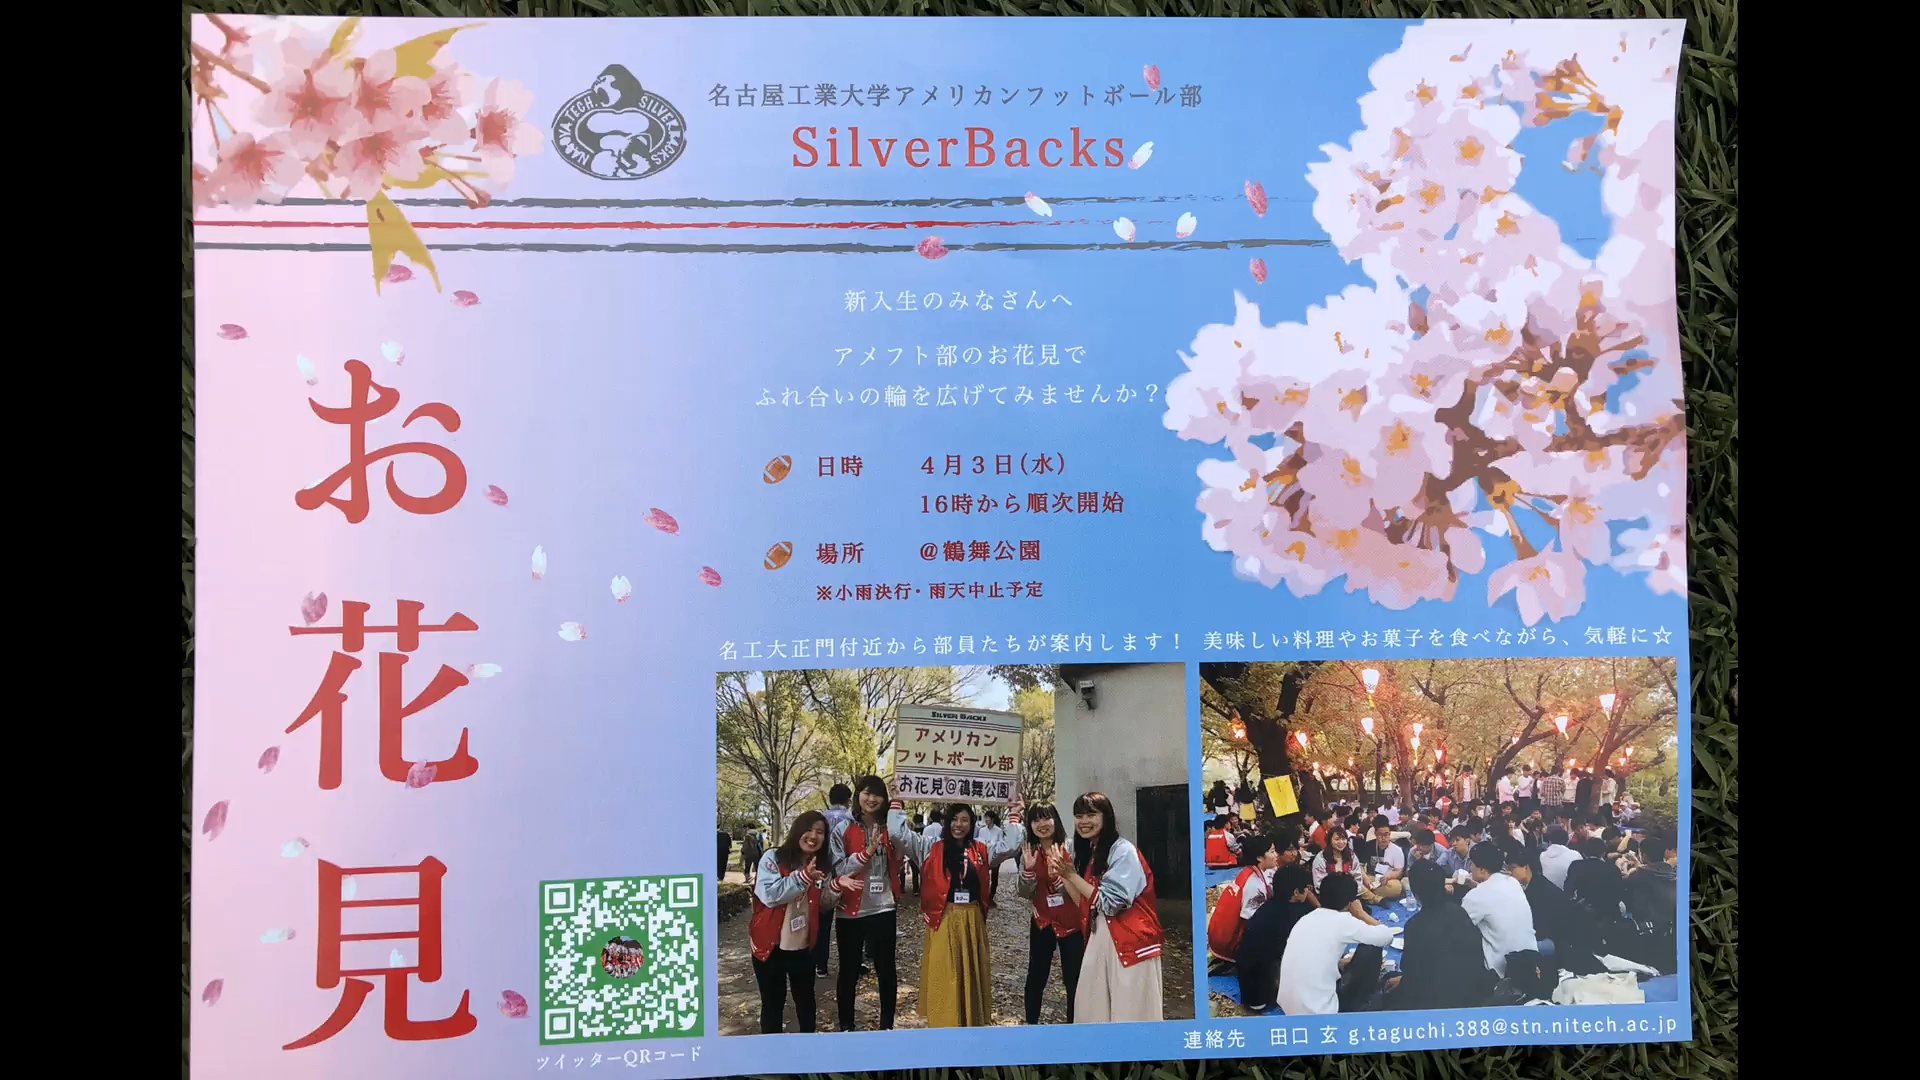 NAGOYA TECH. SILVERBACKS
名古屋工業大学アメリカンフットボール部
SilverBacks
お花見
新入生のみなさんへ
アメフト部のお花見で
ふれ合いの輪を広げてみませんか？
日時 4月3日(水)
16時から順次開始
場所 @鶴舞公園
※小雨決行・雨天中止予定
名工大正門付近から部員たちが案内します！
美味しい料理やお菓子を食べながら、気軽に☆
SILVER BACKS
アメリカン
フットボール部
お花見@鶴舞公園
ツイッターQRコード
連絡先 田口 玄 g.taguchi.388@stn.nitech.ac.jp